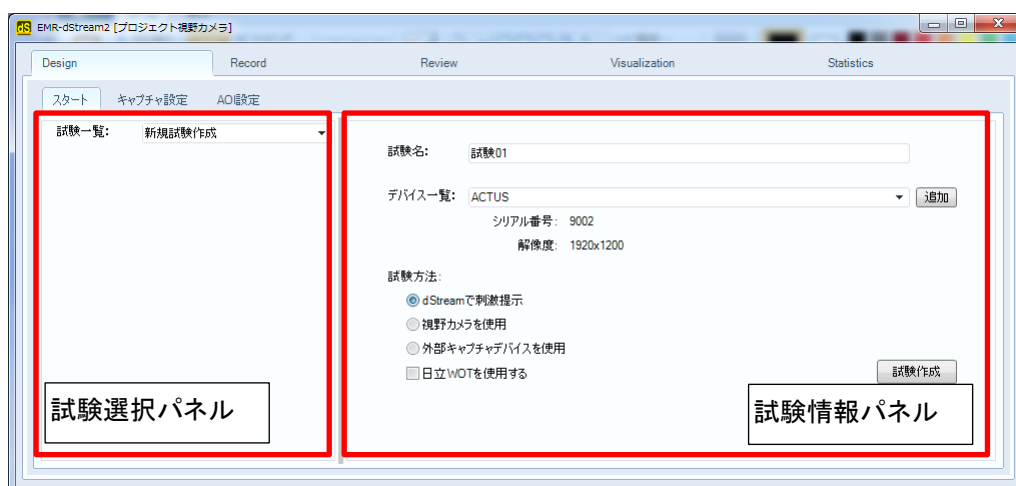 dS EMR-dStream2 [プロジェクト視野カメラ]
Design Record Review Visualization Statistics
スタート キャプチャ設定 AOI設定
試験一覧: 新規試験作成
試験名: 試験01
デバイス一覧: ACTUS 追加
シリアル番号: 9002
解像度: 1920x1200
試験方法:
dStreamで刺激提示
視野カメラを使用
外部キャプチャデバイスを使用
日立WOTを使用する
試験作成
試験選択パネル
試験情報パネル